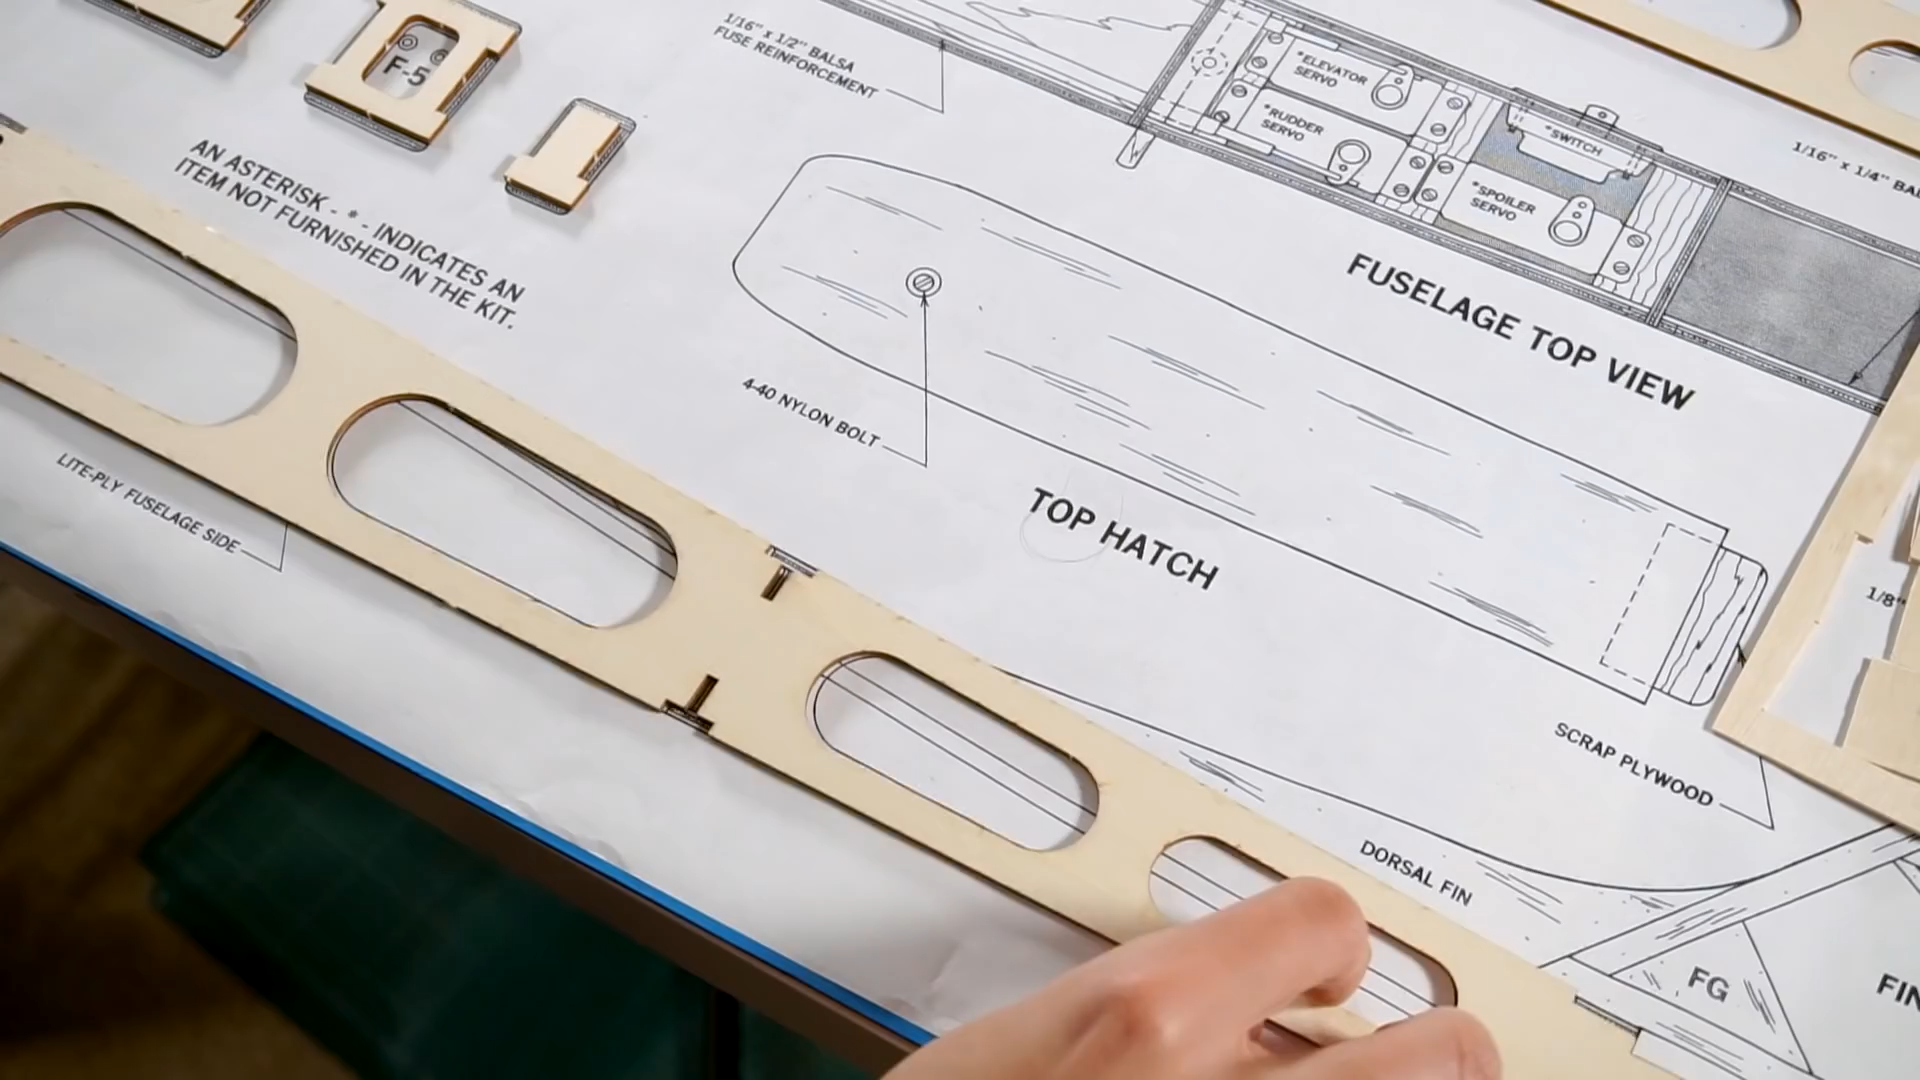 1/16" x 1/2" BALSA
FUSE REINFORCEMENT
F-5
*ELEVATOR
SERVO
*RUDDER
SERVO
*SWITCH
*SPOILER
SERVO
1/16" x 1/4"
AN ASTERISK - * - INDICATES AN
ITEM NOT FURNISHED IN THE KIT.
FUSELAGE TOP VIEW
4-40 NYLON BOLT
LITE-PLY FUSELAGE SIDE
TOP HATCH
1/8"
SCRAP PLYWOOD
DORSAL FIN
FG